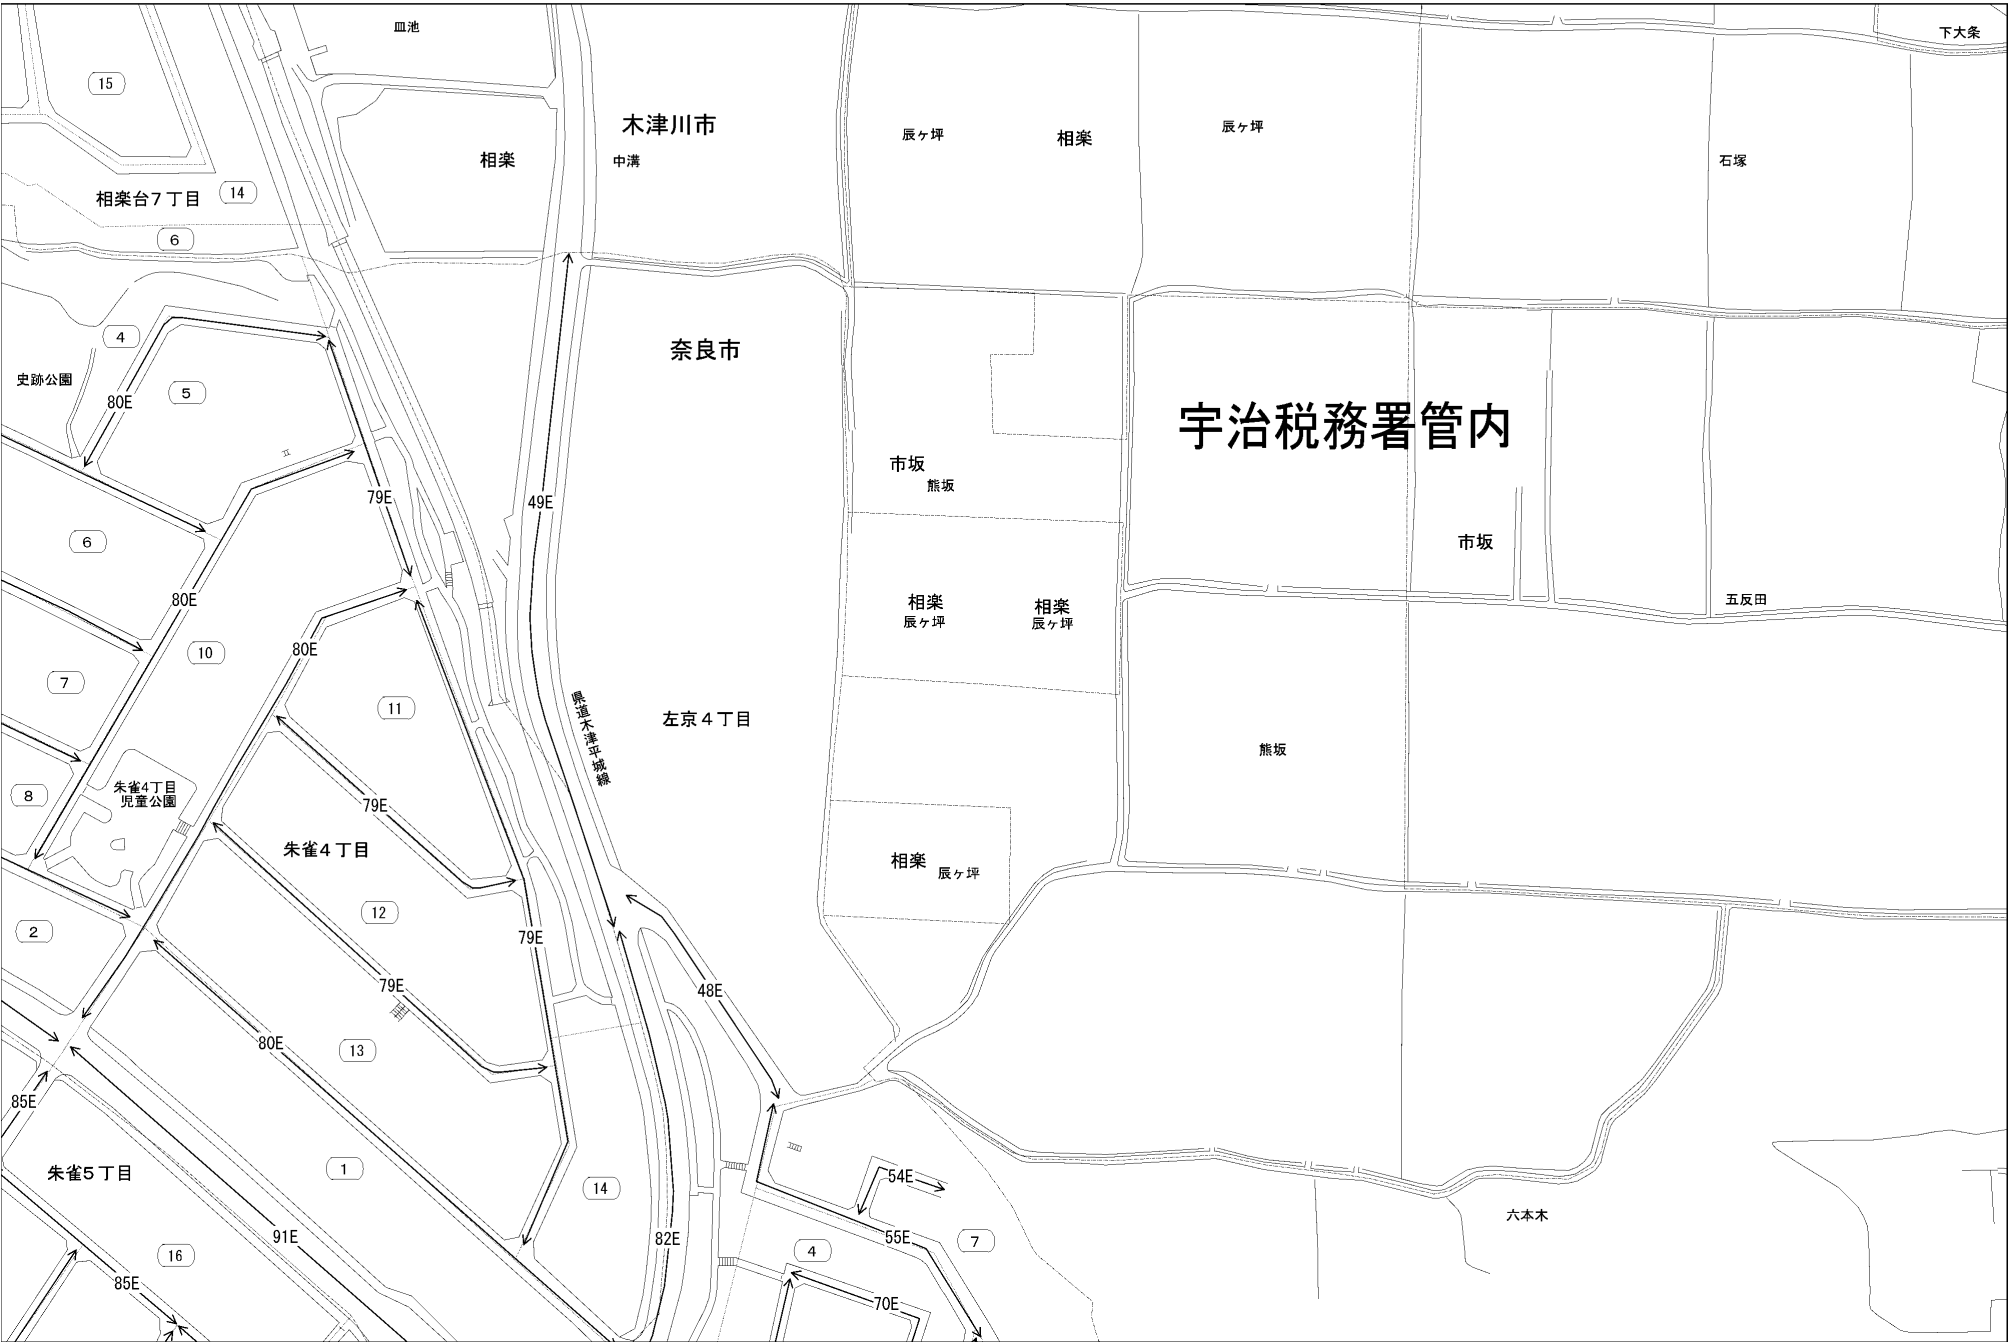 皿池
下大条
15
木津川市
中溝
辰ヶ坪
相楽
辰ヶ坪
石塚
相楽
相楽台7丁目
14
6
4
奈良市
史跡公園
5
80E
宇治税務署管内
市坂
熊坂
79E
49E
6
市坂
80E
相楽
辰ヶ坪
相楽
辰ヶ坪
五反田
10
80E
7
11
県道木津平城線
左京4丁目
熊坂
8
朱雀4丁目
児童公園
79E
朱雀4丁目
相楽
辰ヶ坪
12
2
79E
79E
48E
80E
13
85E
朱雀5丁目
1
14
54E
六本木
91E
82E
55E
7
16
4
85E
70E